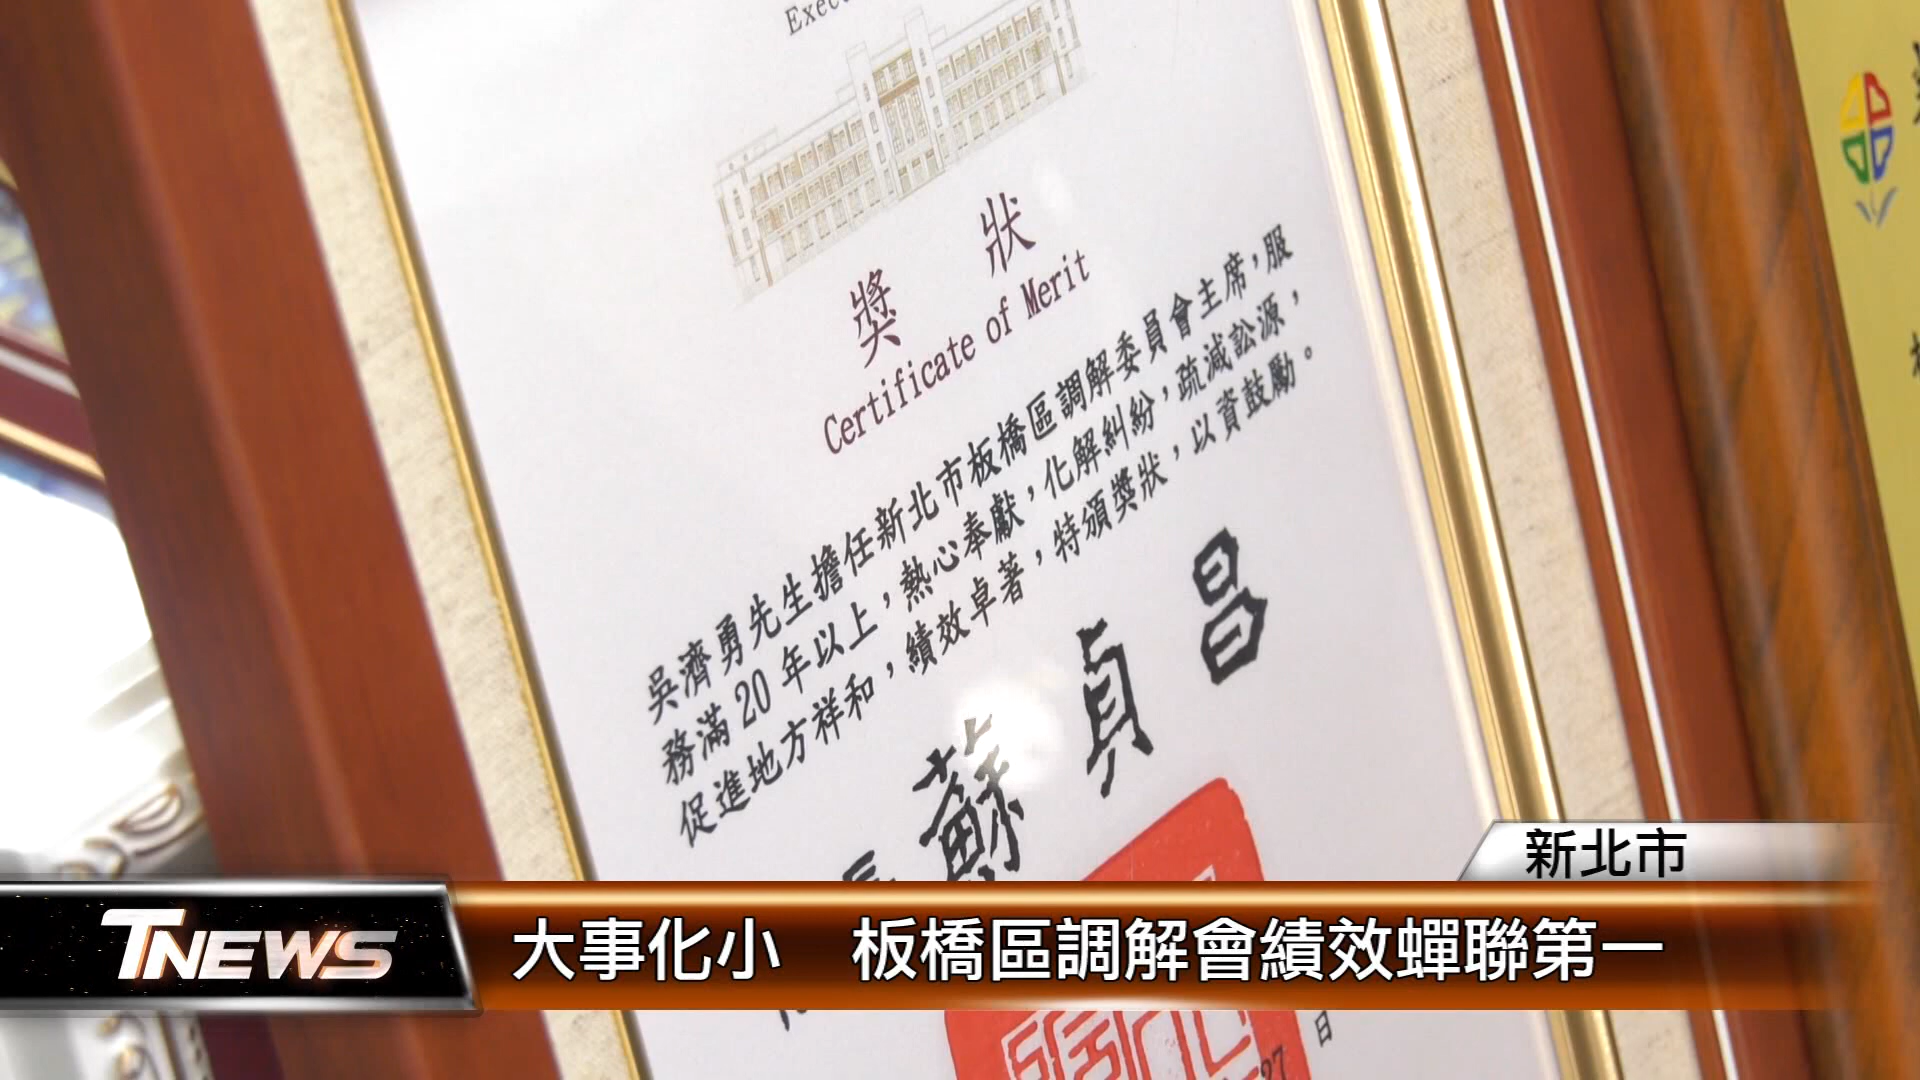 獎 狀
Certificate of Merit
吳濟勇先生擔任新北市板橋區調解委員會主席，服
務滿 20 年以上，熱心奉獻，化解糾紛，疏減訟源，
促進地方祥和，績效卓著，特頒獎狀，以資鼓勵。
蘇貞昌
27 日
新北市
TNEWS
大事化小 板橋區調解會績效蟬聯第一